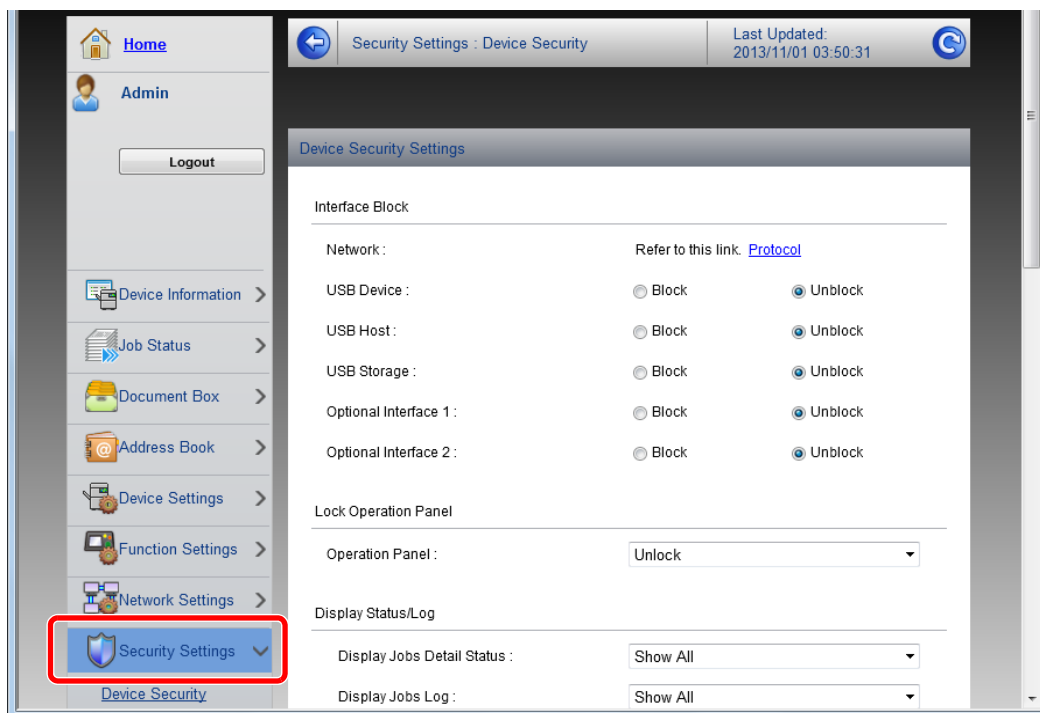 Home
Security Settings : Device Security
Last Updated:
2013/11/01 03:50:31
Admin
Logout
Device Information
Job Status
Document Box
Address Book
Device Settings
Function Settings
Network Settings
Security Settings
Device Security
Device Security Settings
Interface Block
Network : Refer to this link. Protocol
USB Device : Block Unblock
USB Host : Block Unblock
USB Storage : Block Unblock
Optional Interface 1 : Block Unblock
Optional Interface 2 : Block Unblock
Lock Operation Panel
Operation Panel : Unlock
Display Status/Log
Display Jobs Detail Status : Show All
Display Jobs Log : Show All